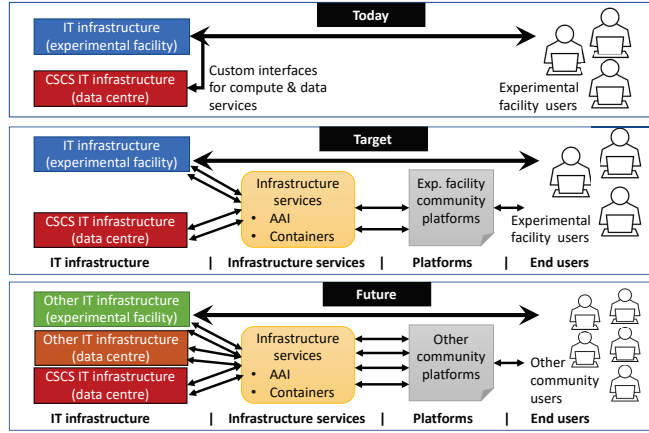 Today
IT infrastructure
(experimental facility)
CSCS IT infrastructure
(data centre)
Custom interfaces
for compute & data
services
Experimental
facility users
Target
IT infrastructure
(experimental facility)
CSCS IT infrastructure
(data centre)
Infrastructure
services
• AAI
• Containers
Exp. facility
community
platforms
Experimental
facility users
IT infrastructure | Infrastructure services | Platforms | End users
Future
Other IT infrastructure
(experimental facility)
Other IT infrastructure
(data centre)
CSCS IT infrastructure
(data centre)
Infrastructure
services
• AAI
• Containers
Other
community
platforms
Other
community
users
IT infrastructure | Infrastructure services | Platforms | End users